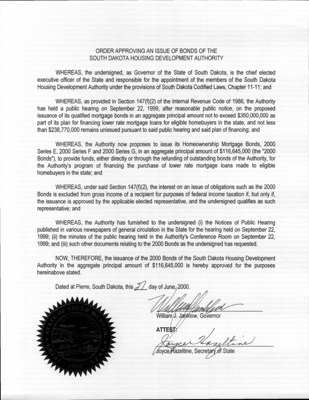 ORDER APPROVING AN ISSUE OF BONDS OF THE
SOUTH DAKOTA HOUSING DEVELOPMENT AUTHORITY
WHEREAS, the undersigned, as Governor of the State of South Dakota, is the chief elected
executive officer of the State and responsible for the appointment of the members of the South Dakota
Housing Development Authority under the provisions of South Dakota Codified Laws, Chapter 11-11; and
WHEREAS, as provided in Section 147(f)(2) of the Internal Revenue Code of 1986, the Authority
has held a public hearing on September 22, 1999, after reasonable public notice, on the proposed
issuance of its qualified mortgage bonds in an aggregate principal amount not to exceed $350,000,000 as
part of its plan for financing lower rate mortgage loans for eligible homebuyers in the state, and not less
than $238,770,000 remains unissued pursuant to said public hearing and said plan of financing; and
WHEREAS, the Authority now proposes to issue its Homeownership Mortgage Bonds, 2000
Series E, 2000 Series F and 2000 Series G, in an aggregate principal amount of $116,645,000 (the "2000
Bonds"), to provide funds, either directly or through the refunding of outstanding bonds of the Authority, for
the Authority's program of financing the purchase of lower rate mortgage loans made to eligible
homebuyers in the state; and
WHEREAS, under said Section 147(f)(2), the interest on an issue of obligations such as the 2000
Bonds is excluded from gross income of a recipient for purposes of federal income taxation if, but only if,
the issuance is approved by the applicable elected representative, and the undersigned qualifies as such
representative; and
WHEREAS, the Authority has furnished to the undersigned (i) the Notices of Public Hearing
published in various newspapers of general circulation in the State for the hearing held on September 22,
1999; (ii) the minutes of the public hearing held in the Authority's Conference Room on September 22,
1999; and (iii) such other documents relating to the 2000 Bonds as the undersigned has requested.
NOW, THEREFORE, the issuance of the 2000 Bonds of the South Dakota Housing Development
Authority in the aggregate principal amount of $116,645,000 is hereby approved for the purposes
hereinabove stated.
Dated at Pierre, South Dakota, this day of June, 2000.
William J. Janklow, Governor
ATTEST:
Joyce Hazeltine
Joyce Hazeltine, Secretary of State